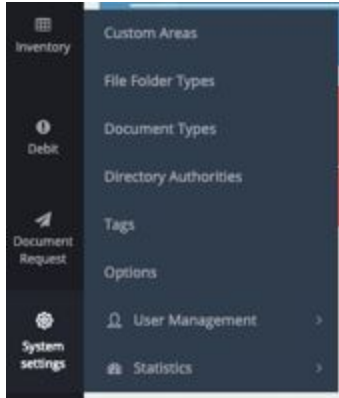 Inventory
Debit
Document
Request
System
settings
Custom Areas
File Folder Types
Document Types
Directory Authorities
Tags
Options
User Management
Statistics